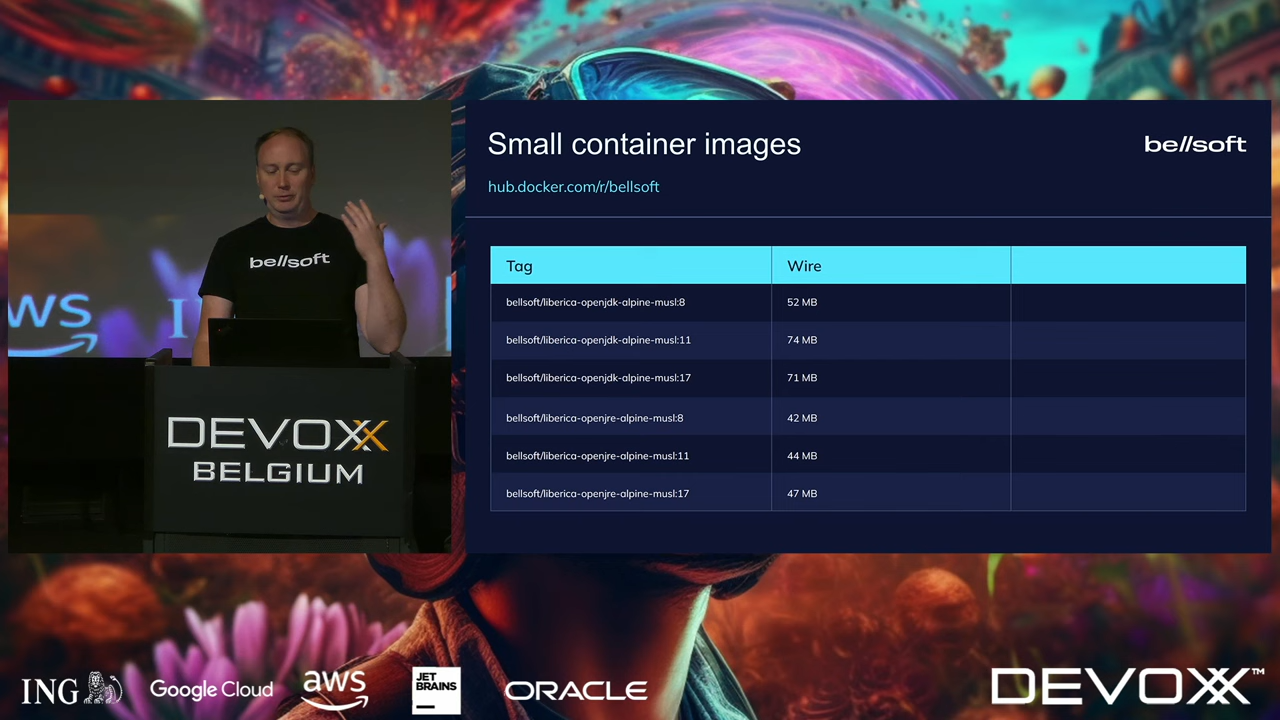 Small container images
bellsoft
hub.docker.com/r/bellsoft
Tag Wire
bellsoft/liberica-openjdk-alpine-musl:8 52 MB
bellsoft/liberica-openjdk-alpine-musl:11 74 MB
bellsoft/liberica-openjdk-alpine-musl:17 71 MB
bellsoft/liberica-openjre-alpine-musl:8 42 MB
bellsoft/liberica-openjre-alpine-musl:11 44 MB
bellsoft/liberica-openjre-alpine-musl:17 47 MB
bellsoft
ws
I
DEVOXX
BELGIUM
ING
Google Cloud
aws
JET
BRAINS
ORACLE
DEVOXX™